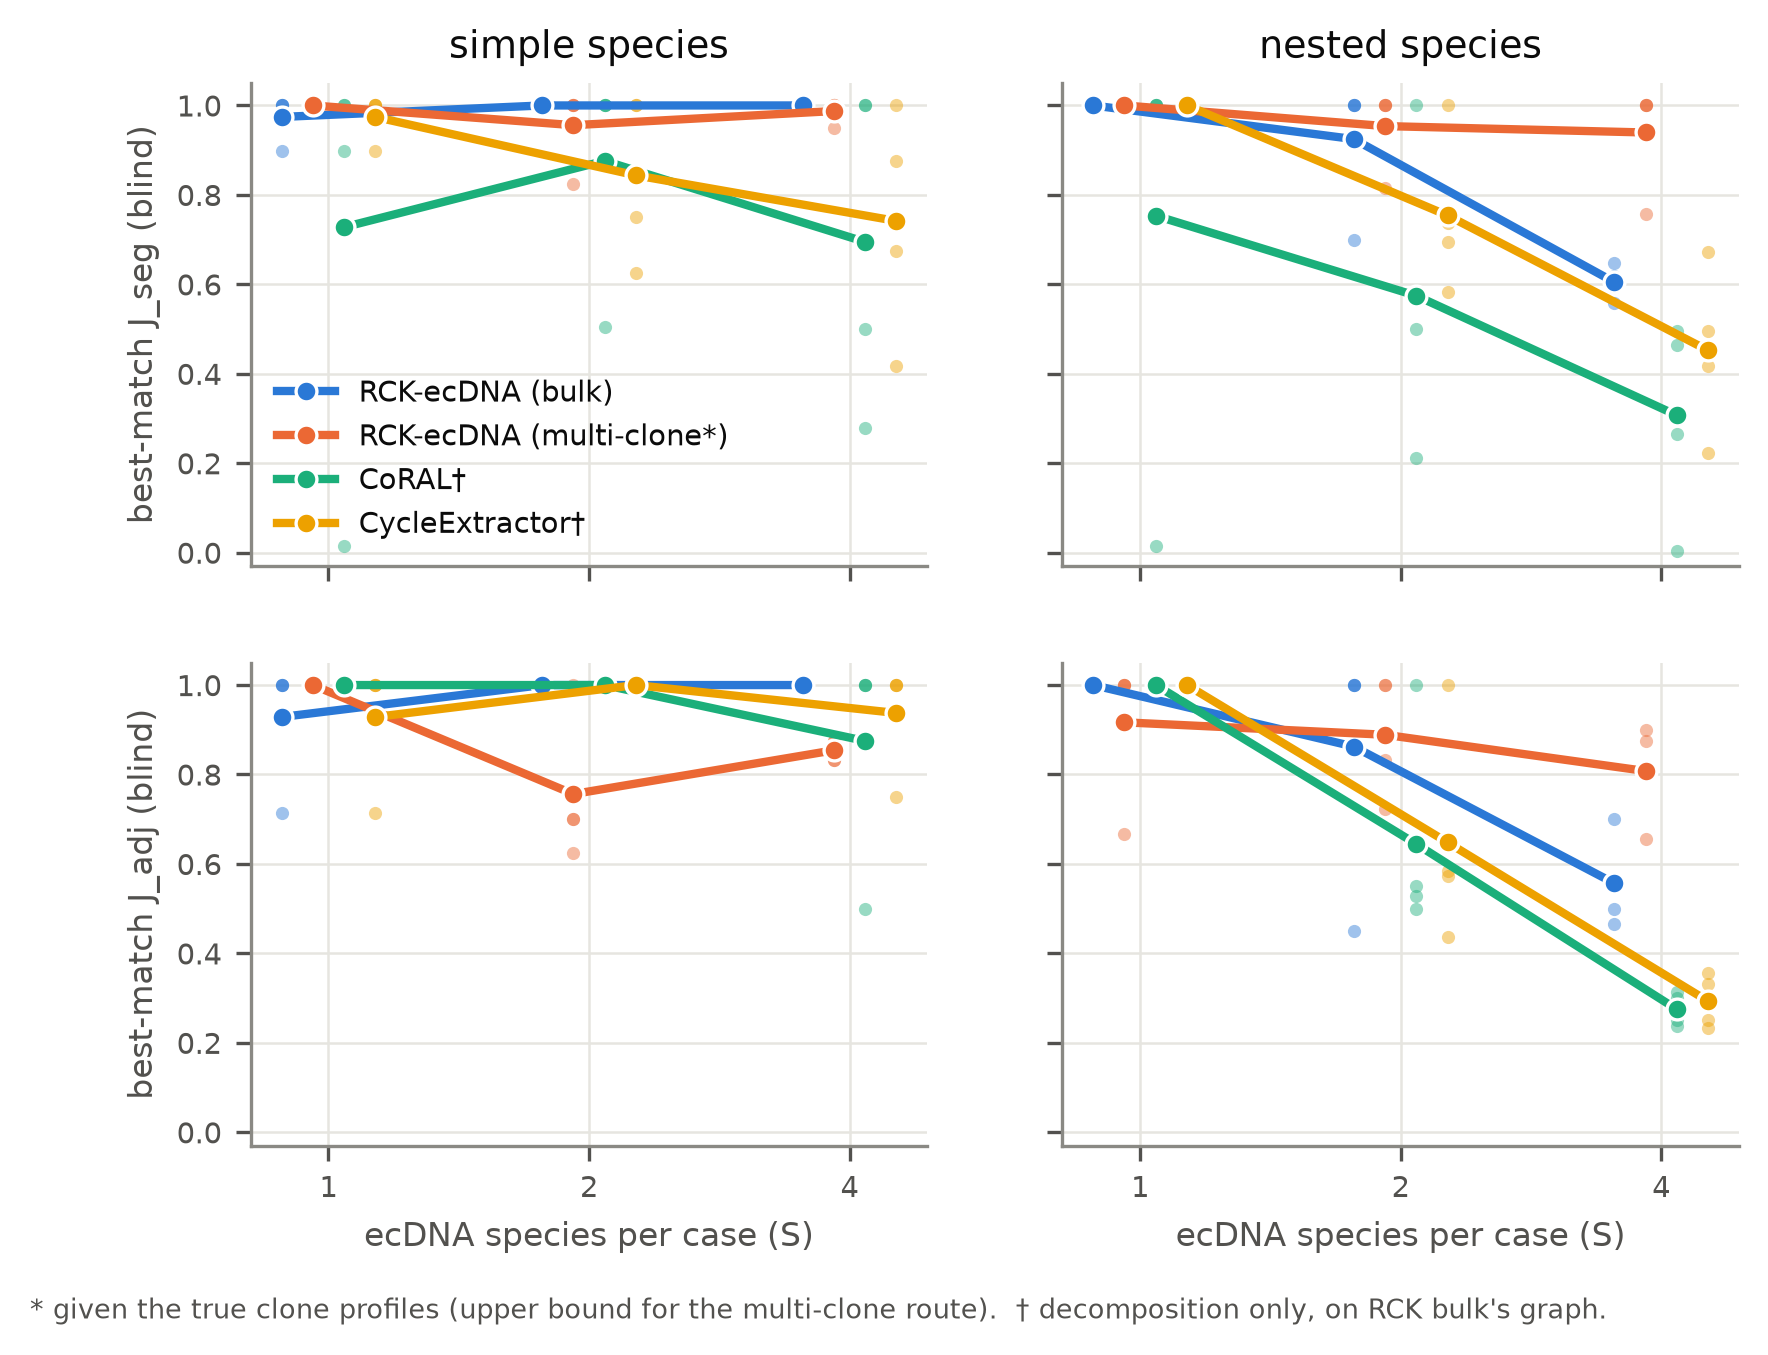 simple species
nested species
best-match J_seg (blind)
1.0
0.8
0.6
0.4
0.2
0.0
RCK-ecDNA (bulk)
RCK-ecDNA (multi-clone*)
CoRAL†
CycleExtractor†
best-match J_adj (blind)
1.0
0.8
0.6
0.4
0.2
0.0
1 2 4
1 2 4
ecDNA species per case (S)
ecDNA species per case (S)
* given the true clone profiles (upper bound for the multi-clone route). † decomposition only, on RCK bulk's graph.